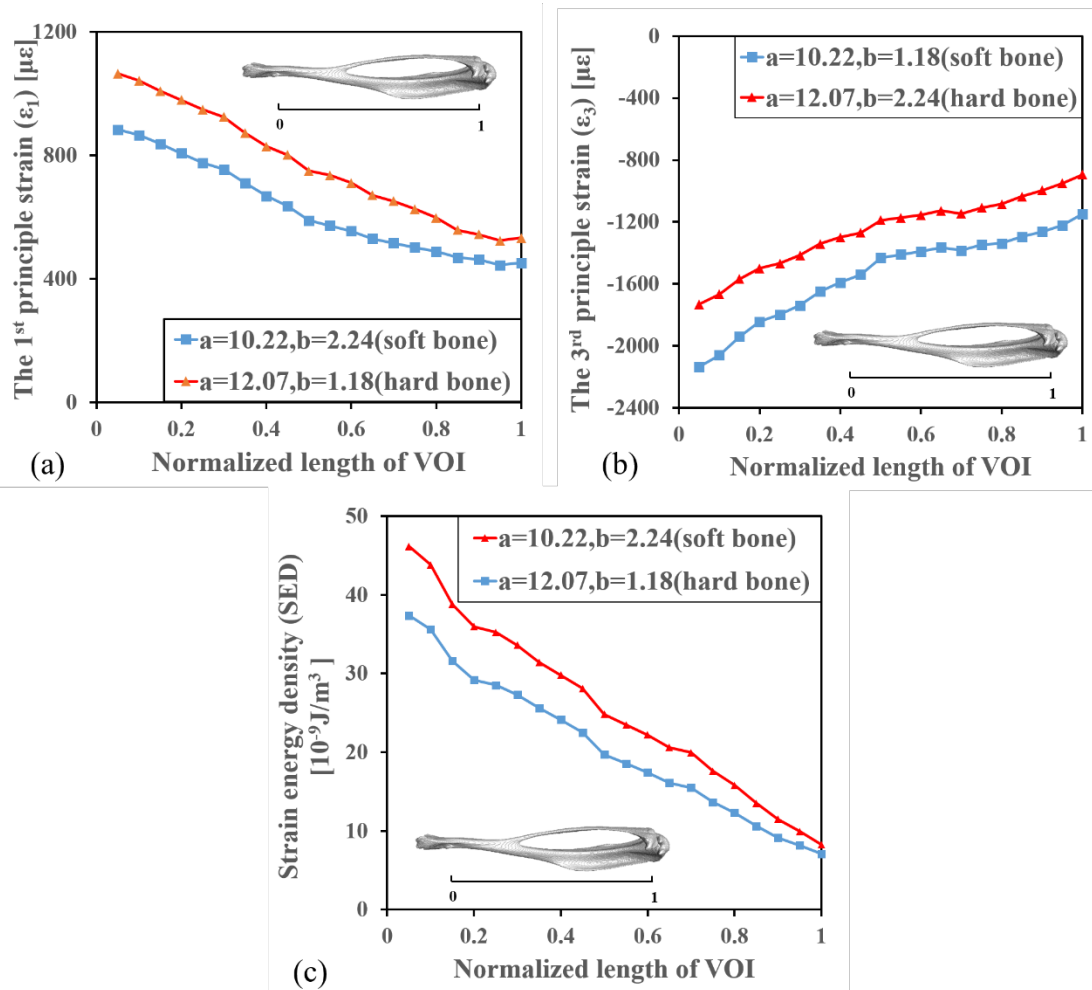 The 1st principle strain (ε1) [µε]
1200
800
400
0
0 1
a=10.22,b=2.24(soft bone)
a=12.07,b=1.18(hard bone)
0 0.2 0.4 0.6 0.8 1
Normalized length of VOI
(a)
The 3rd principle strain (ε3) [µε]
0
-400
-800
-1200
-1600
-2000
-2400
a=10.22,b=1.18(soft bone)
a=12.07,b=2.24(hard bone)
0 1
0 0.2 0.4 0.6 0.8 1
Normalized length of VOI
(b)
Strain energy density (SED)
[10-9J/m3 ]
50
40
30
20
10
0
a=10.22,b=2.24(soft bone)
a=12.07,b=1.18(hard bone)
0 1
0 0.2 0.4 0.6 0.8 1
Normalized length of VOI
(c)